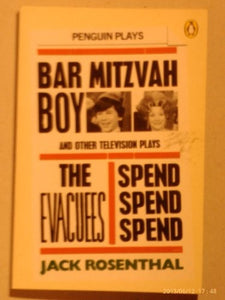 PENGUIN PLAYS
BAR MITZVAH
BOY
AND OTHER TELEVISION PLAYS
THE
EVACUEES
SPEND
SPEND
SPEND
JACK ROSENTHAL